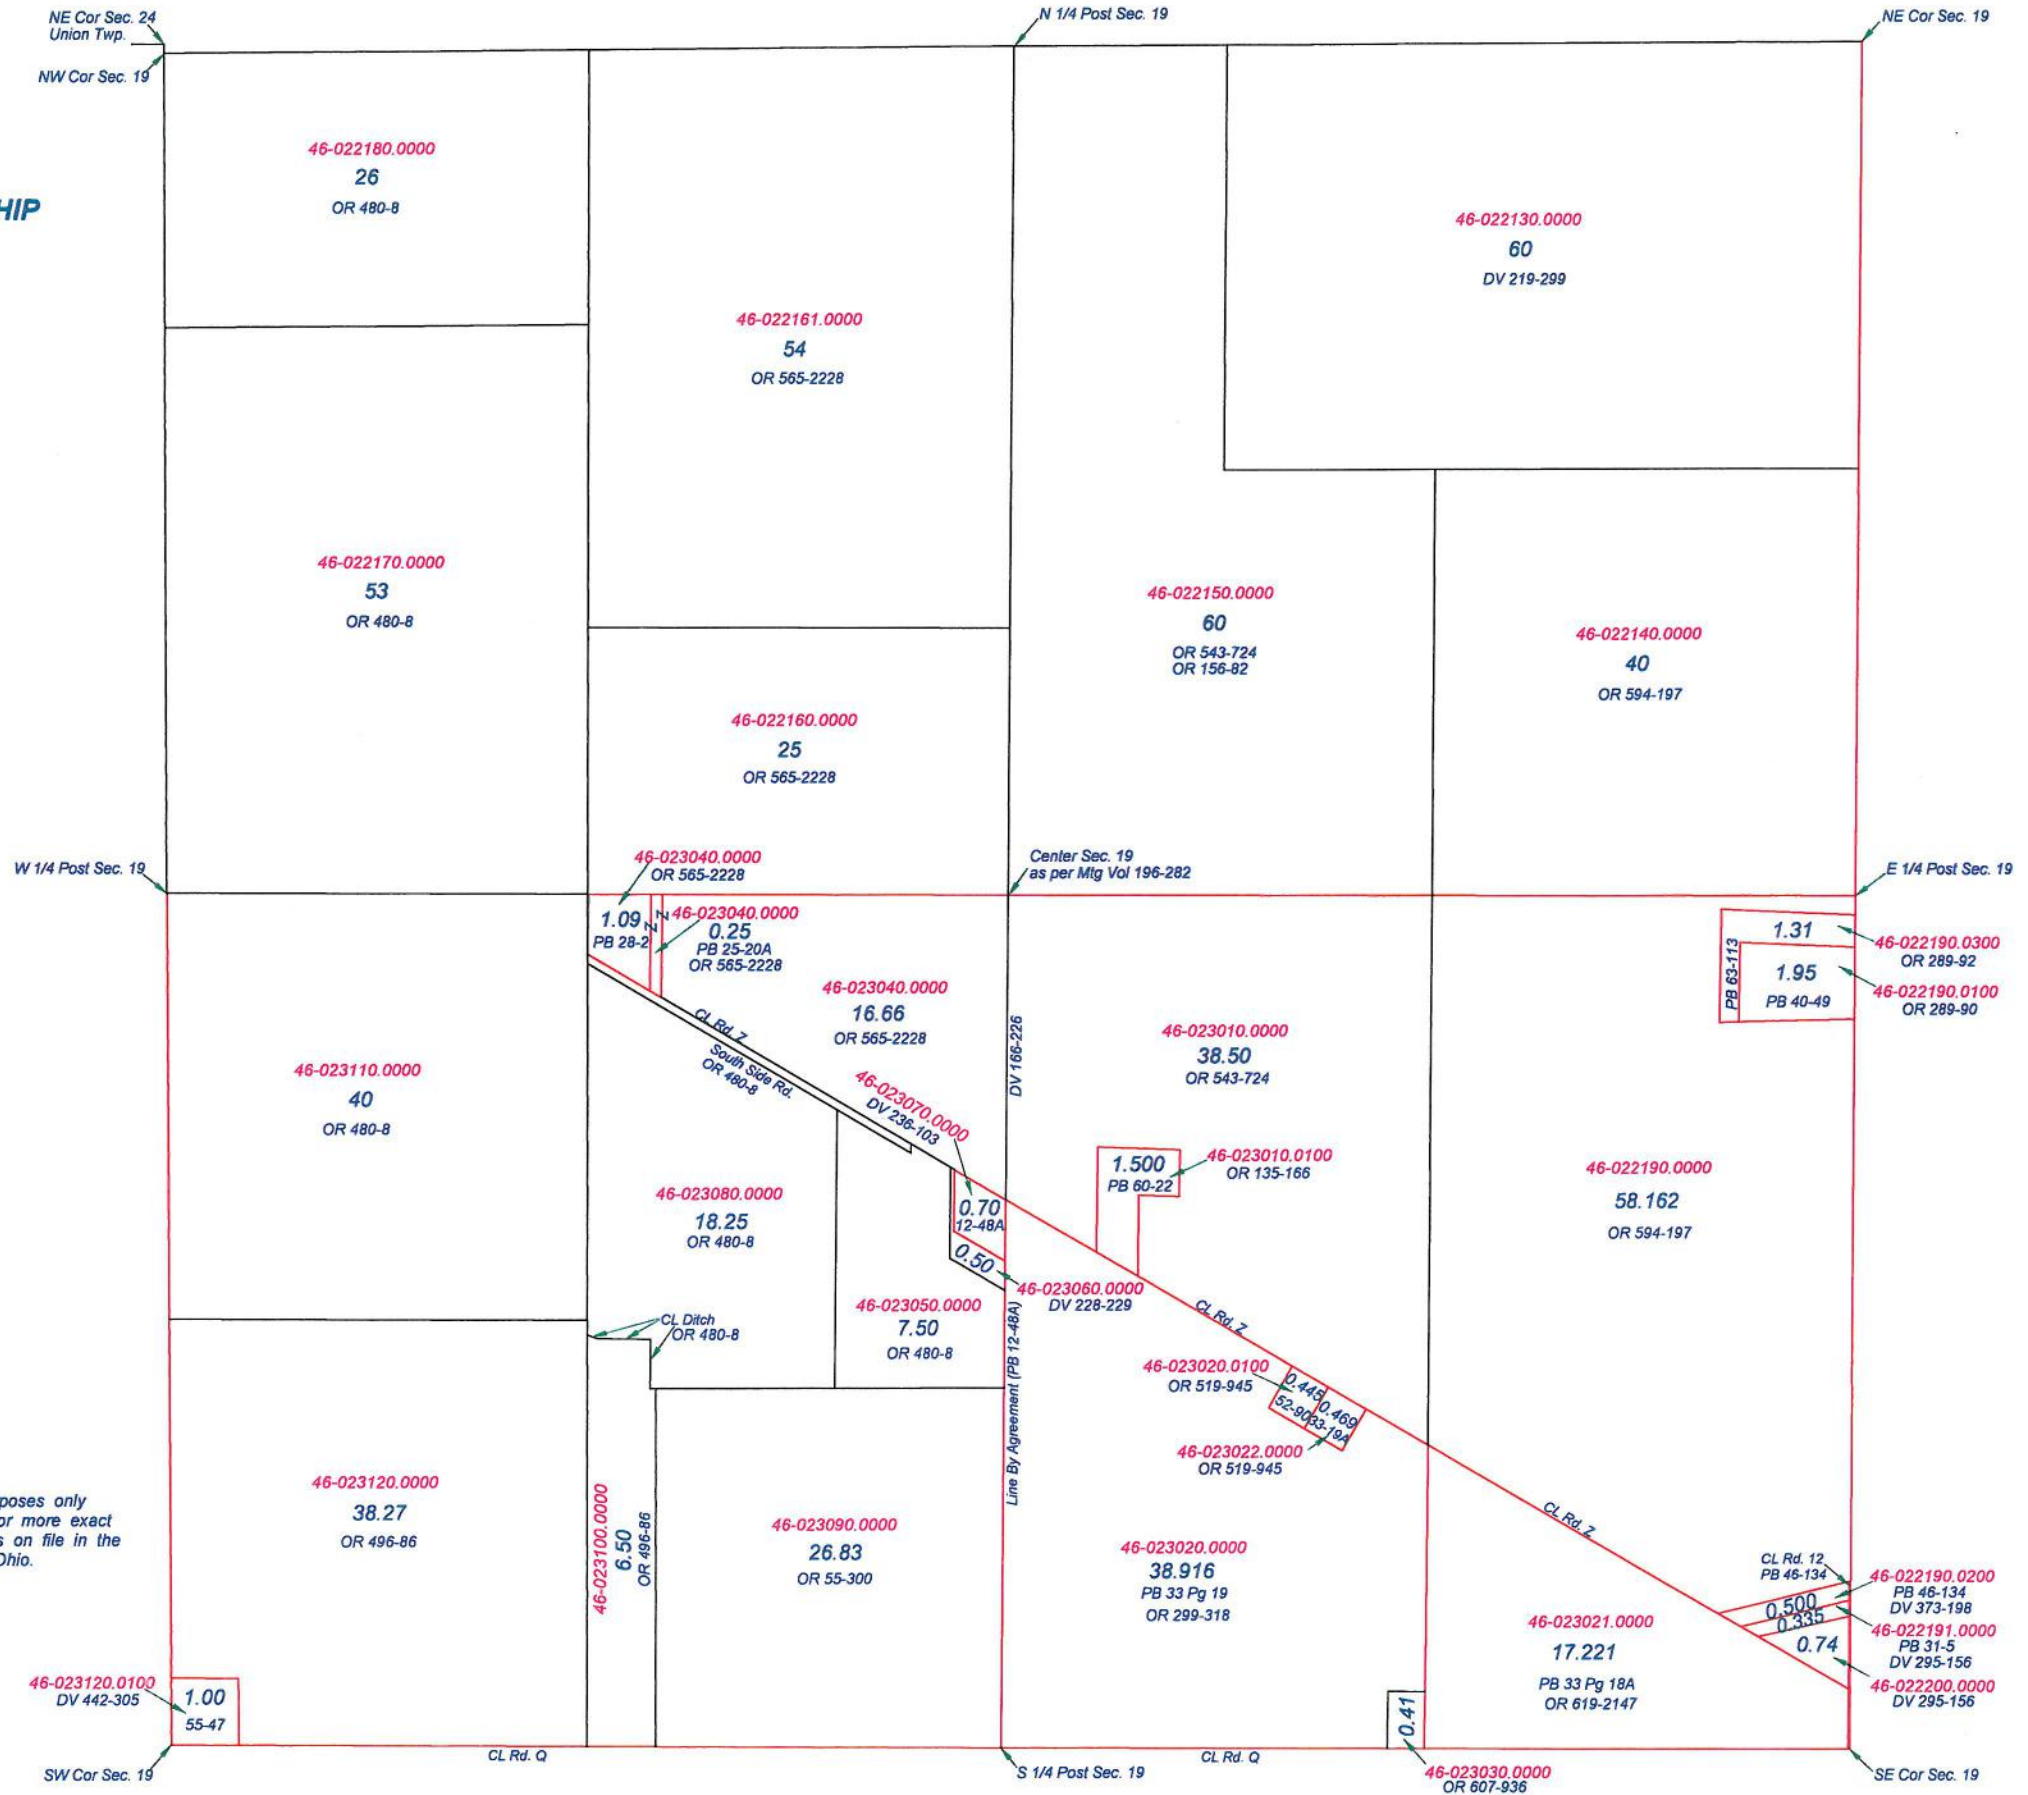 NE Cor Sec. 24
Union Twp.
NW Cor Sec. 19
N 1/4 Post Sec. 19
NE Cor Sec. 19
46-022180.0000
26
OR 480-8
HIP
46-022161.0000
54
OR 565-2228
46-022130.0000
60
DV 219-299
46-022170.0000
53
OR 480-8
46-022150.0000
60
OR 543-724
OR 156-82
46-022140.0000
40
OR 594-197
46-022160.0000
25
OR 565-2228
W 1/4 Post Sec. 19
Center Sec. 19
as per Mtg Vol 196-282
E 1/4 Post Sec. 19
46-023040.0000
OR 565-2228
1.09
PB 28-2
Z
Z
46-023040.0000
0.25
PB 25-20A
OR 565-2228
46-023040.0000
16.66
OR 565-2228
CL Rd. Z
South Side Rd.
OR 480-8
DV 166-226
46-023010.0000
38.50
OR 543-724
PB 63-113
1.31
46-022190.0300
OR 289-92
1.95
PB 40-49
46-022190.0100
OR 289-90
46-023110.0000
40
OR 480-8
46-023070.0000
DV 236-103
0.70
12-48A
0.50
46-023060.0000
DV 228-229
1.500
PB 60-22
46-023010.0100
OR 135-166
46-022190.0000
58.162
OR 594-197
46-023080.0000
18.25
OR 480-8
46-023050.0000
7.50
OR 480-8
CL Ditch
OR 480-8
Line By Agreement (PB 12-48A)
CL Rd. Z
46-023020.0100
OR 519-945
0.445
52-90
0.469
33-19A
46-023022.0000
OR 519-945
46-023120.0000
38.27
OR 496-86
46-023100.0000
6.50
OR 496-86
46-023090.0000
26.83
OR 55-300
46-023020.0000
38.916
PB 33 Pg 19
OR 299-318
CL Rd. Z
poses only
or more exact
s on file in the
Ohio.
CL Rd. 12
PB 46-134
46-022190.0200
PB 46-134
DV 373-198
0.500
0.335
46-022191.0000
PB 31-5
DV 295-156
0.74
46-022200.0000
DV 295-156
46-023021.0000
17.221
PB 33 Pg 18A
OR 619-2147
46-023120.0100
DV 442-305
1.00
55-47
0.41
46-023030.0000
OR 607-936
SW Cor Sec. 19
CL Rd. Q
S 1/4 Post Sec. 19
CL Rd. Q
SE Cor Sec. 19